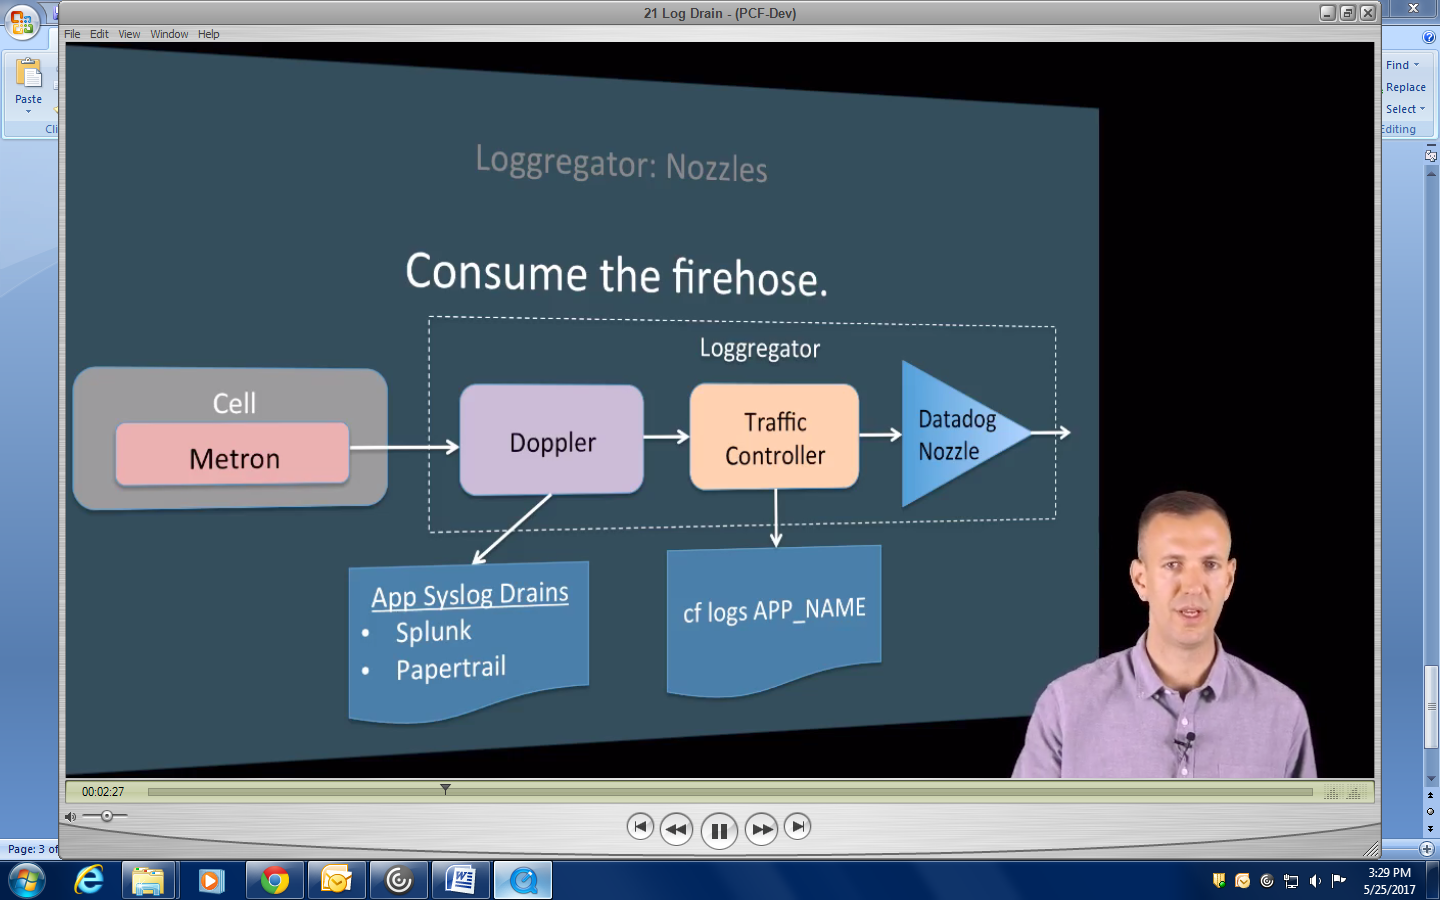 21 Log Drain - (PCF-Dev)
File Edit View Window Help
Paste
Find
Replace
Select
Editing
Loggregator: Nozzles
Consume the firehose.
Loggregator
Cell
Metron
Doppler
Traffic
Controller
Datadog
Nozzle
App Syslog Drains
• Splunk
• Papertrail
cf logs APP_NAME
00:02:27
Page: 3 of
3:29 PM
5/25/2017